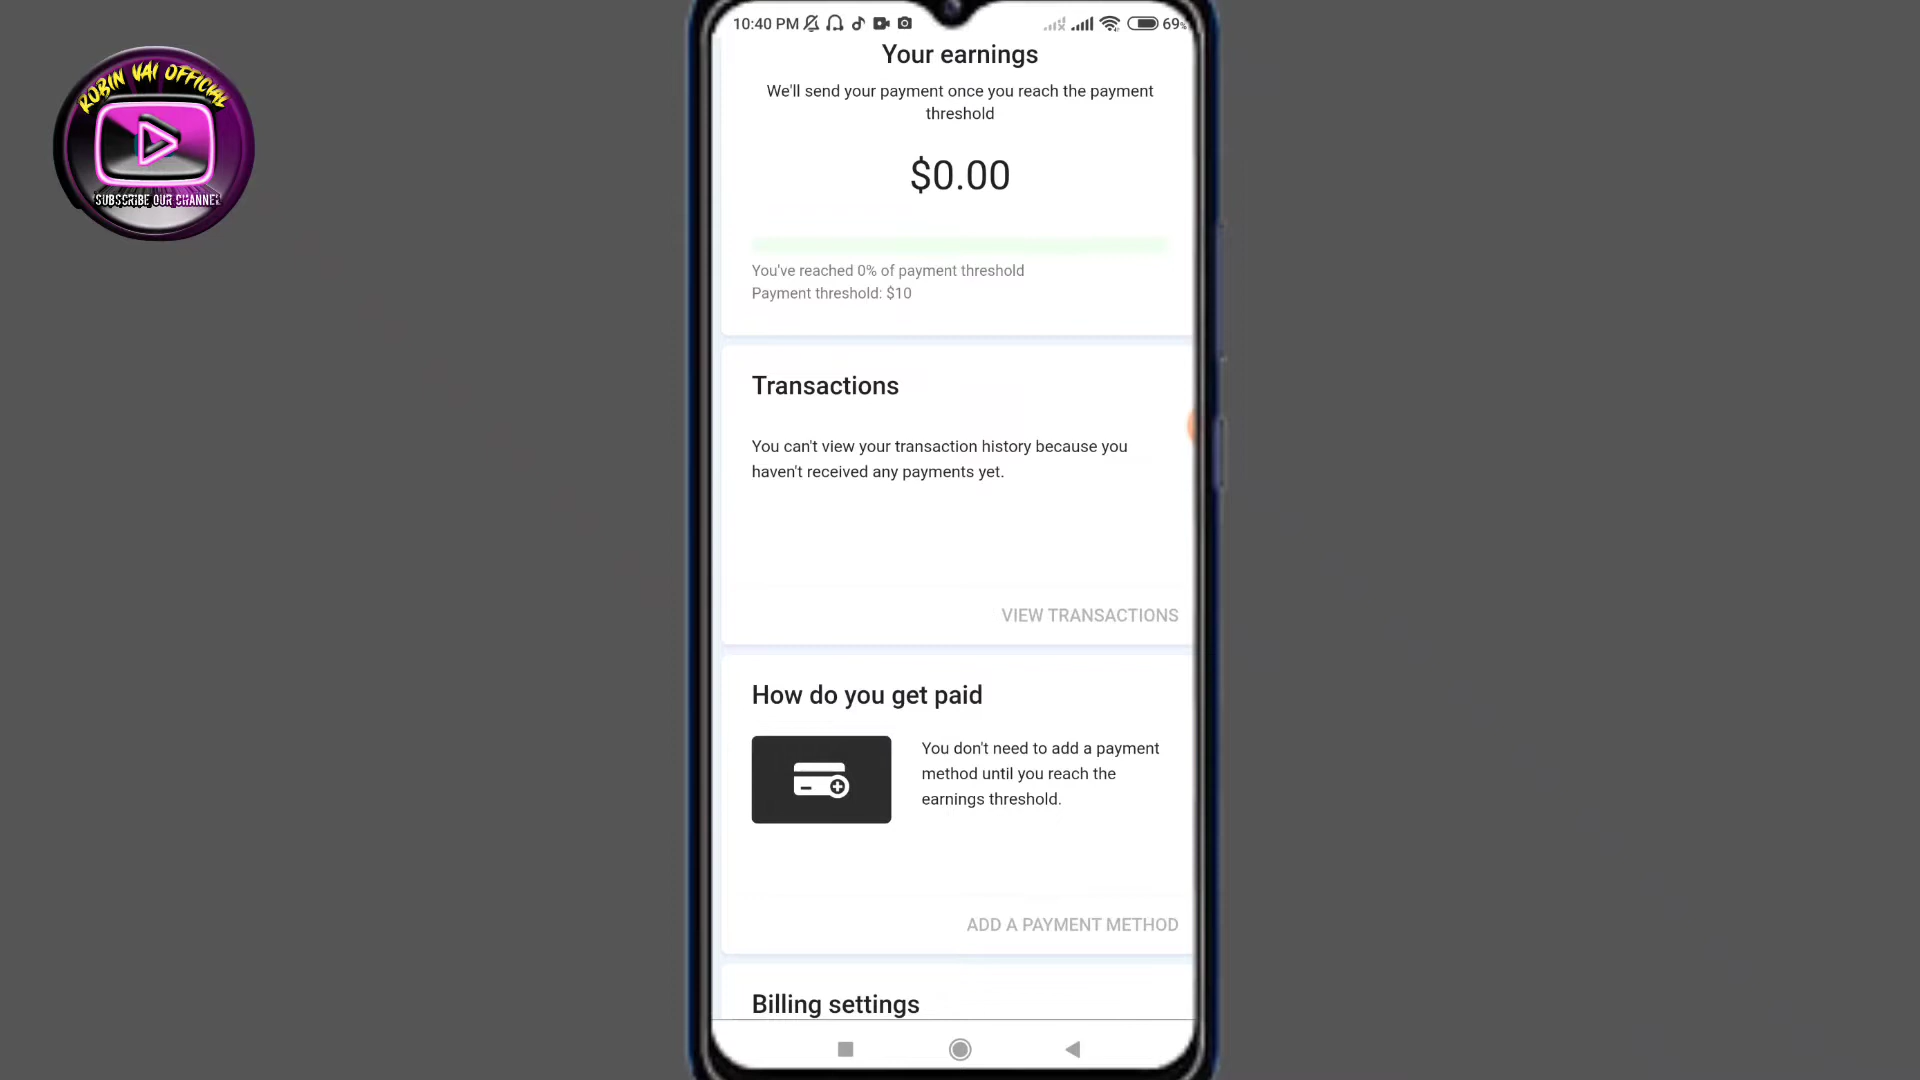 ROBIN VAI OFFICIAL
SUBSCRIBE OUR CHANNEL
10:40 PM
69%
Your earnings
We'll send your payment once you reach the payment
threshold
$0.00
You've reached 0% of payment threshold
Payment threshold: $10
Transactions
You can't view your transaction history because you
haven't received any payments yet.
VIEW TRANSACTIONS
How do you get paid
You don't need to add a payment
method until you reach the
earnings threshold.
ADD A PAYMENT METHOD
Billing settings